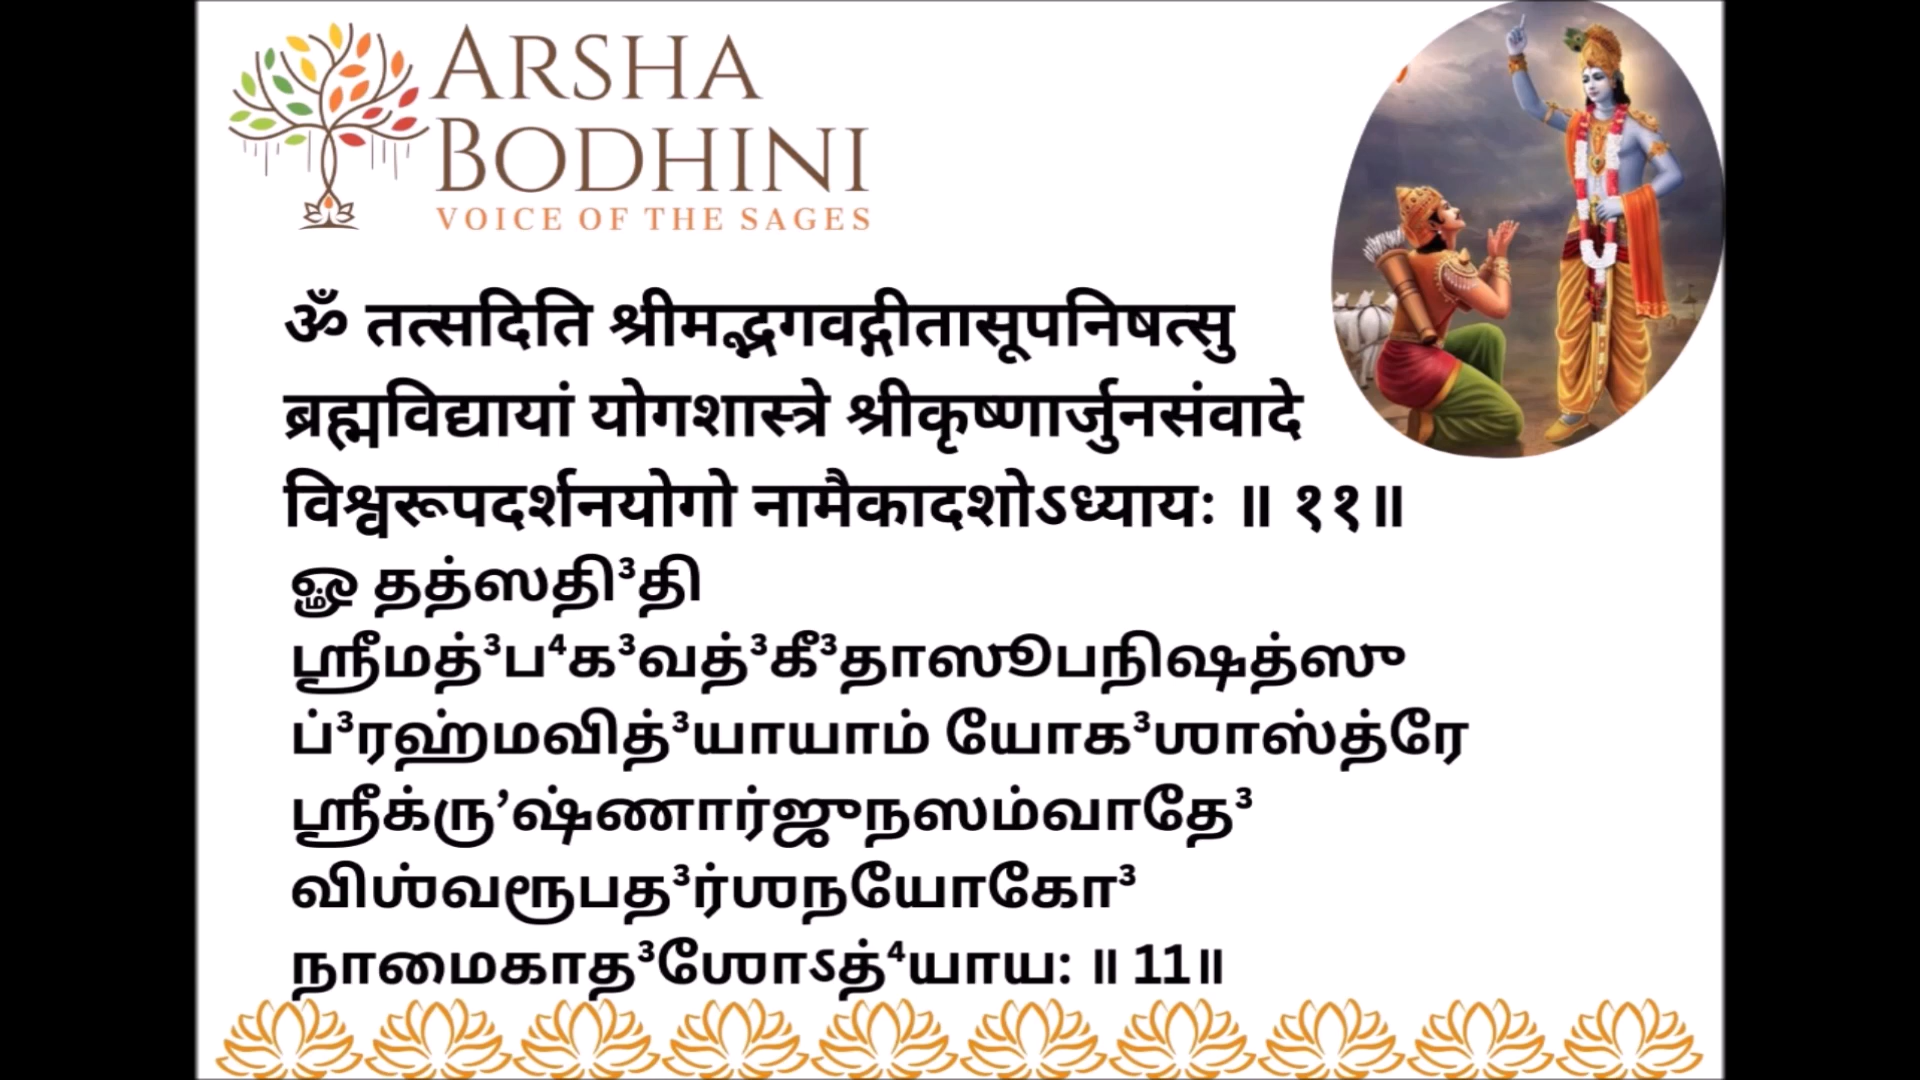 ARSHA
BODHINI
VOICE OF THE SAGES
ॐ तत्सदिति श्रीमद्भगवद्गीतासूपनिषत्सु
ब्रह्मविद्यायां योगशास्त्रे श्रीकृष्णार्जुनसंवादे
विश्वरूपदर्शनयोगो नामैकादशोऽध्यायः ॥ ११॥
ௐ தத்ஸதி³தி
ஶ்ரீமத்³ப⁴க³வத்³கீ³தாஸூபநிஷத்ஸு
ப்³ரஹ்மவித்³யாயாம் யோக³ஶாஸ்த்ரே
ஶ்ரீக்ரு’ஷ்ணார்ஜுநஸம்வாதே³
விஶ்வரூபத³ர்ஶநயோகோ³
நாமைகாத³ஶோऽத்⁴யாய: ॥ 11॥